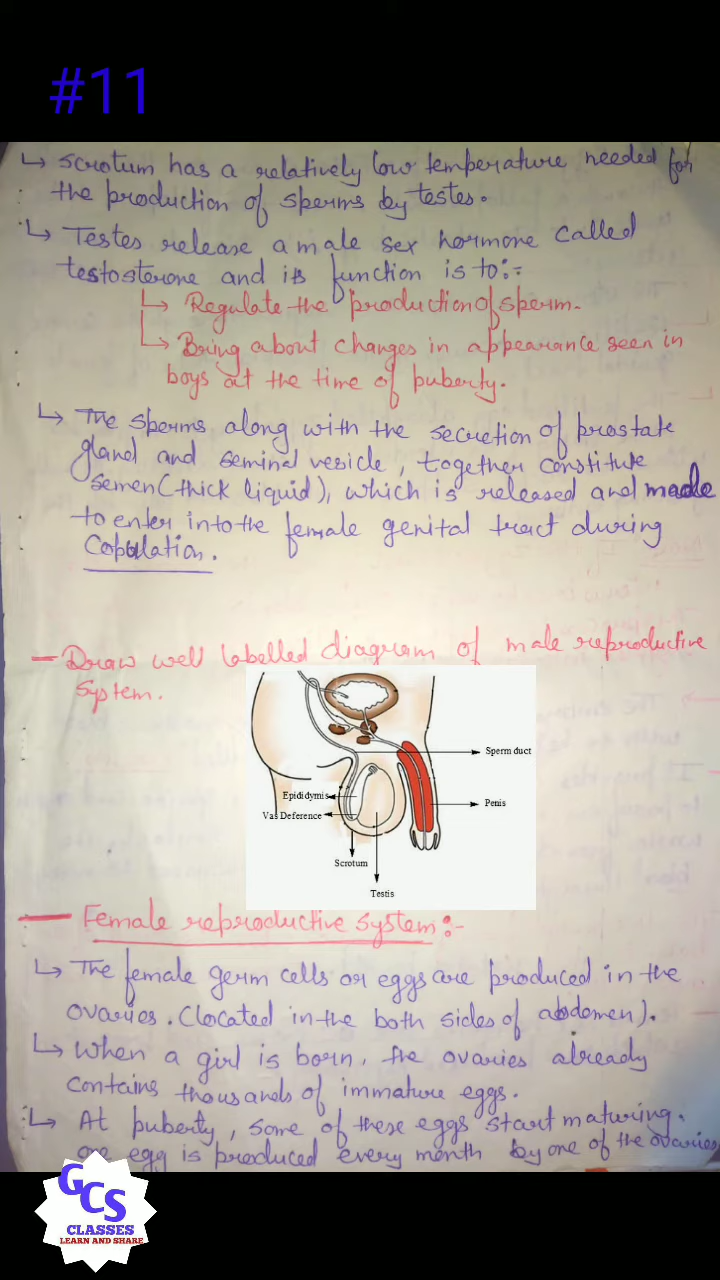 #11
↳ Scrotum has a relatively low temperature needed for
the production of sperms by testes.
↳ Testes release a male sex hormone called
testosterone and its function is to:-
↳ Regulate the production of sperm.
↳ Bring about changes in appearance seen in
boys at the time of puberty.
↳ The sperms along with the secretion of prostate
gland and seminal vesicle, together constitute
semen (thick liquid), which is released and made
to enter into the female genital tract during
Copulation.
— Draw well labelled diagram of male reproductive
system.
Sperm duct
Epididymis
Penis
Vas Deference
Scrotum
Testis
— Female reproductive system:-
↳ The female germ cells or eggs are produced in the
ovaries. (located in the both sides of abdomen).
↳ When a girl is born, the ovaries already
contains thousands of immature eggs.
↳ At puberty, some of these eggs start maturing.
one egg is produced every month by one of the ovaries
GCS
CLASSES
LEARN AND SHARE